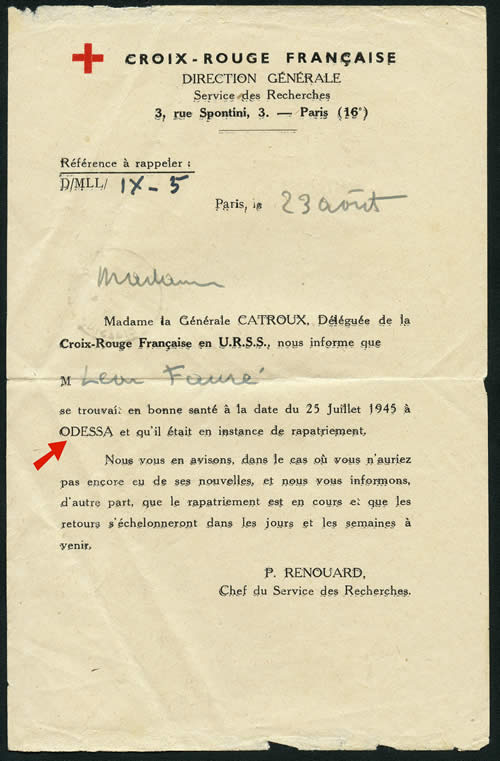 CROIX-ROUGE FRANÇAISE
DIRECTION GÉNÉRALE
Service des Recherches
3, rue Spontini, 3. — Paris (16ᵉ)
Référence à rappeler :
D/MLL/ IX-5
Paris, le 23 août
Madame
Madame la Générale CATROUX, Déléguée de la
Croix-Rouge Française en U.R.S.S., nous informe que
M Léon Fauré
se trouvait en bonne santé à la date du 25 Juillet 1945 à
ODESSA et qu'il était en instance de rapatriement.
Nous vous en avisons, dans le cas où vous n'auriez
pas encore eu de ses nouvelles, et nous vous informons,
d'autre part, que le rapatriement est en cours et que les
retours s'échelonneront dans les jours et les semaines à
venir.
P. RENOUARD,
Chef du Service des Recherches.